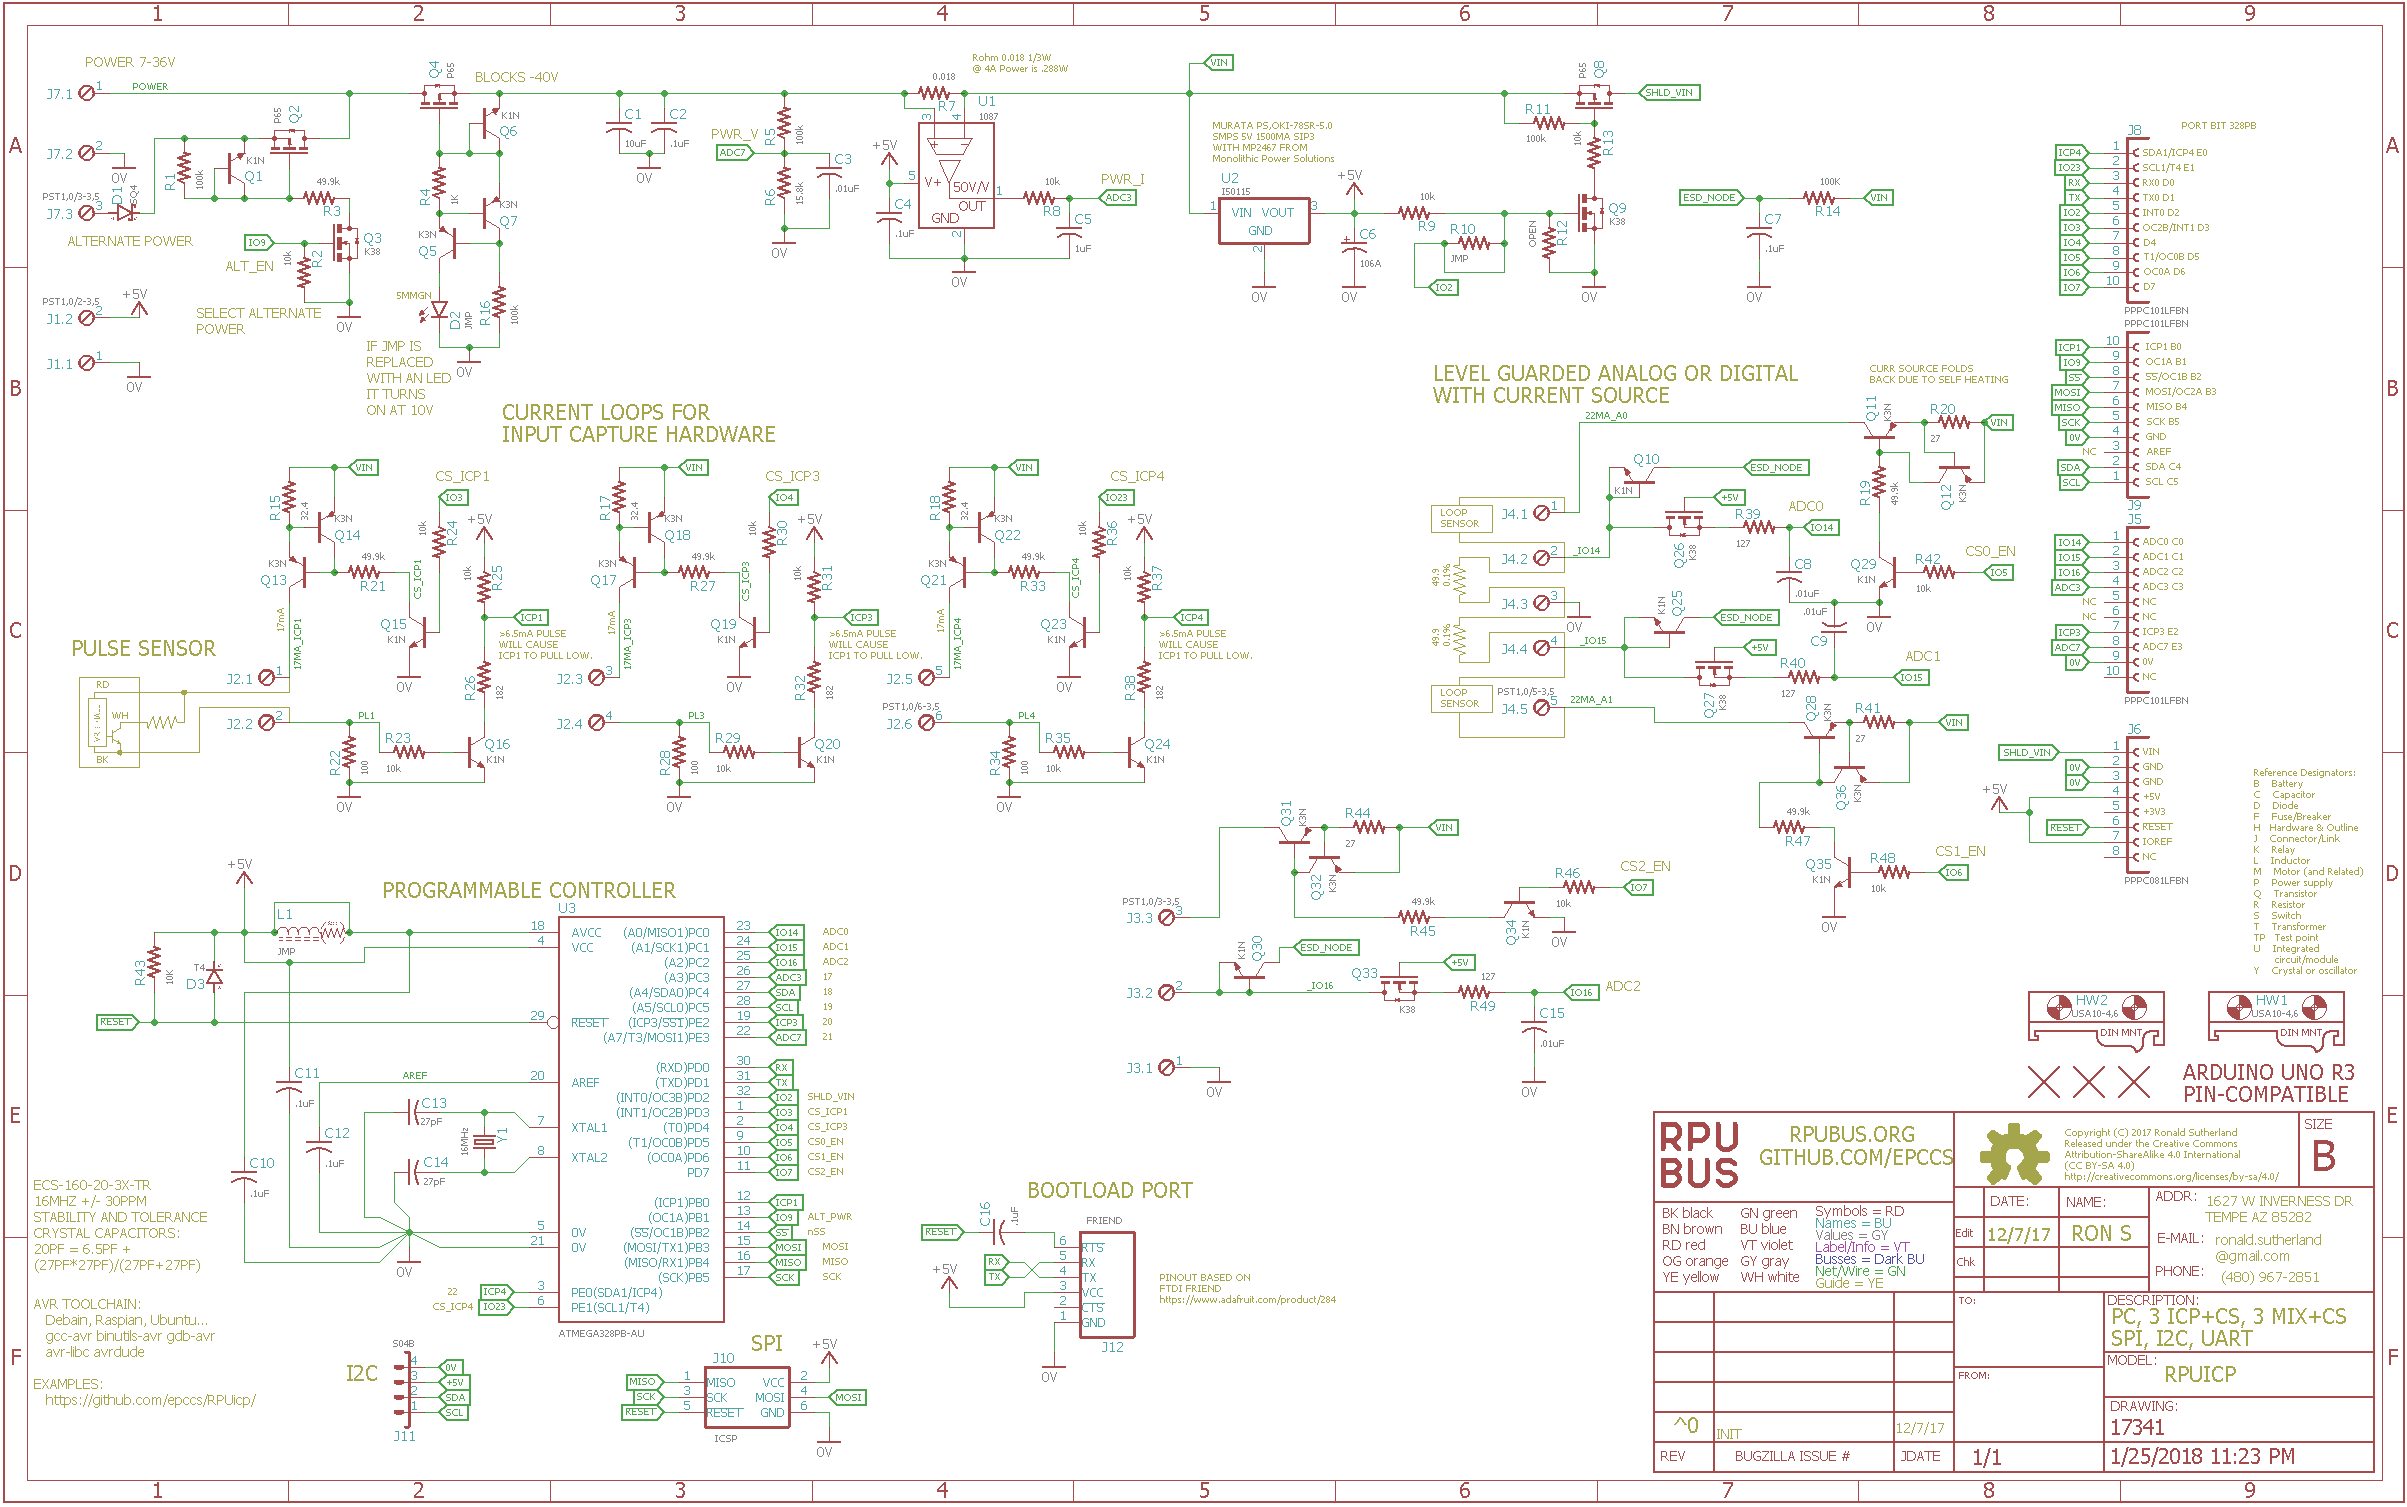 1 2 3 4 5 6 7 8 9
A
B
C
D
E
F
POWER 7-36V
J7.1 1 POWER
J7.2 2
0V
PST1,0/3-3,5
J7.3 3
D1
SQ4
ALTERNATE POWER
R1
100k
Q1
K1N
Q2
P65
49.9k
R3
IO9
ALT_EN
10k
R2
Q3
K38
0V
SELECT ALTERNATE
POWER
PST1,0/2-3,5
J1.2 2
+5V
J1.1 1
0V
Q4
P65
BLOCKS -40V
K1N
Q6
R4
1K
K3N
Q7
K3N
Q5
5MMGN
D2
JMP
R16
100k
0V
IF JMP IS
REPLACED
WITH AN LED
IT TURNS
ON AT 10V
C1
10uF
C2
.1uF
0V
PWR_V
ADC7
R5
100k
R6
15.8k
C3
.01uF
0V
Rohm 0.018 1/3W
@ 4A Power is .288W
0.018
R7
U1
1087
3 4
+5V
5 V+
50V/V
1
OUT
GND
2
C4
.1uF
0V
10k
R8
PWR_I
ADC3
C5
1uF
VIN
MURATA PS,OKI-78SR-5.0
SMPS 5V 1500MA SIP3
WITH MP2467 FROM
Monolithic Power Solutions
U2
I50115
1 VIN VOUT 3
GND
2
0V
+5V
C6
106A
0V
10k
R9
R10
JMP
IO2
R11
100k
Q8
P65
SHLD_VIN
10k
R13
Q9
K38
OPEN
R12
0V
ESD_NODE
100K
R14
VIN
C7
.1uF
0V
J8
PORT BIT 328PB
ICP4 1 SDA1/ICP4 E0
IO23 2 SCL1/T4 E1
RX 3 RX0 D0
TX 4 TX0 D1
IO2 5 INT0 D2
IO3 6 OC2B/INT1 D3
IO4 7 D4
IO5 8 T1/OC0B D5
IO6 9 OC0A D6
IO7 10 D7
PPPC101LFBN
PPPC101LFBN
ICP1 10 ICP1 B0
IO9 9 OC1A B1
SS 8 SS/OC1B B2
MOSI 7 MOSI/OC2A B3
MISO 6 MISO B4
SCK 5 SCK B5
0V 4 GND
NC 3 AREF
SDA 2 SDA C4
SCL 1 SCL C5
J9
J5
IO14 1 ADC0 C0
IO15 2 ADC1 C1
IO16 3 ADC2 C2
ADC3 4 ADC3 C3
NC 5 NC
NC 6 NC
ICP3 7 ICP3 E2
ADC7 8 ADC7 E3
0V 9 0V
10 NC
PPPC101LFBN
J6
SHLD_VIN 1 VIN
0V 2 GND
0V 3 GND
+5V 4 +5V
5 +3V3
RESET 6 RESET
7 IOREF
8 NC
PPPC081LFBN
CURRENT LOOPS FOR
INPUT CAPTURE HARDWARE
VIN
R15
32.4
K3N
Q14
K3N
Q13
49.9k
R21
17mA
17MA_ICP1
CS_ICP1
IO3
10k
R24
CS_ICP1
Q15
K1N
0V
+5V
10k
R25
ICP1
>6.5mA PULSE
WILL CAUSE
ICP1 TO PULL LOW.
R26
182
J2.1 1
J2.2 2
PL1
R22
100
R23
10k
Q16
K1N
0V
PULSE SENSOR
RD
WH
BK
VIN
R17
32.4
K3N
Q18
K3N
Q17
49.9k
R27
17mA
17MA_ICP3
CS_ICP3
IO4
10k
R30
CS_ICP3
Q19
K1N
0V
+5V
10k
R31
ICP3
>6.5mA PULSE
WILL CAUSE
ICP1 TO PULL LOW.
R32
182
J2.3 3
J2.4 4
PL3
R28
100
R29
10k
Q20
K1N
0V
VIN
R18
32.4
K3N
Q22
K3N
Q21
49.9k
R33
17mA
17MA_ICP4
CS_ICP4
IO23
10k
R36
CS_ICP4
Q23
K1N
0V
+5V
10k
R37
ICP4
>6.5mA PULSE
WILL CAUSE
ICP1 TO PULL LOW.
R38
182
J2.5 5
PST1,0/6-3,5
J2.6 6
PL4
R34
100
R35
10k
Q24
K1N
0V
LEVEL GUARDED ANALOG OR DIGITAL
WITH CURRENT SOURCE
22MA_A0
CURR SOURCE FOLDS
BACK DUE TO SELF HEATING
Q11
K3N
R20
27
VIN
Q12
K3N
R19
49.9k
Q10
K1N
ESD_NODE
LOOP
SENSOR
J4.1 1
J4.2 2
_IO14
+5V
Q26
K38
R39
127
ADC0
IO14
C8
.01uF
49.9
0.1%
J4.3 3
0V
49.9
0.1%
J4.4 4
_IO15
Q25
K1N
ESD_NODE
+5V
Q27
K38
R40
127
.01uF
C9
0V
Q29
K1N
R42
10k
CS0_EN
IO5
ADC1
IO15
LOOP
SENSOR
PST1,0/5-3,5
J4.5 5
22MA_A1
Q28
K3N
R41
27
VIN
Q36
K3N
49.9k
R47
Q35
K1N
R48
10k
CS1_EN
IO6
0V
Q31
K3N
R44
27
VIN
Q32
K3N
PST1,0/3-3,5
J3.3 3
49.9k
R45
Q34
K1N
R46
10k
CS2_EN
IO7
0V
Q30
K1N
ESD_NODE
J3.2 2
_IO16
Q33
K38
+5V
127
R49
IO16
ADC2
C15
.01uF
0V
J3.1 1
0V
Reference Designators:
B Battery
C Capacitor
D Diode
F Fuse/Breaker
H Hardware & Outline
J Connector/Link
K Relay
L Inductor
M Motor (and Related)
P Power supply
Q Transistor
R Resistor
S Switch
T Transformer
TP Test point
U Integrated
circuit/module
Y Crystal or oscillator
PROGRAMMABLE CONTROLLER
+5V
L1
JMP
R43
10K
T4
D3
RESET
C11
.1uF
C12
.1uF
C10
.1uF
AREF
C13
27pF
C14
27pF
16MHz
Y1
0V
U3
18 AVCC
4 VCC
29 RESET
20 AREF
7 XTAL1
8 XTAL2
5 0V
21 0V
22 ICP4 3 PE0(SDA1/ICP4)
CS_ICP4 IO23 6 PE1(SCL1/T4)
(A0/MISO1)PC0 23 IO14 ADC0
(A1/SCK1)PC1 24 IO15 ADC1
(A2)PC2 25 IO16 ADC2
(A3)PC3 26 ADC3 17
(A4/SDA0)PC4 27 SDA 18
(A5/SCL0)PC5 28 SCL 19
(ICP3/SS1)PE2 19 ICP3 20
(A7/T3/MOSI1)PE3 22 ADC7 21
(RXD)PD0 30 RX
(TXD)PD1 31 TX
(INT0/OC3B)PD2 32 IO2 SHLD_VIN
(INT1/OC2B)PD3 1 IO3 CS_ICP1
(T0)PD4 2 IO4 CS_ICP3
(T1/OC0B)PD5 9 IO5 CS0_EN
(OC0A)PD6 10 IO6 CS1_EN
PD7 11 IO7 CS2_EN
(ICP1)PB0 12 ICP1
(OC1A)PB1 13 IO9 ALT_PWR
(SS/OC1B)PB2 14 SS nSS
(MOSI/TX1)PB3 15 MOSI MOSI
(MISO/RX1)PB4 16 MISO MISO
(SCK)PB5 17 SCK SCK
ATMEGA328PB-AU
ECS-160-20-3X-TR
16MHZ +/- 30PPM
STABILITY AND TOLERANCE
CRYSTAL CAPACITORS:
20PF = 6.5PF +
(27PF*27PF)/(27PF+27PF)
AVR TOOLCHAIN:
Debain, Raspian, Ubuntu...
gcc-avr binutils-avr gdb-avr
avr-libc avrdude
EXAMPLES:
https://github.com/epccs/RPUicp/
I2C
S04B
4 0V
3 +5V
2 SDA
1 SCL
J11
SPI
J10
+5V
MISO 1 MISO VCC 2
SCK 3 SCK MOSI 4 MOSI
RESET 5 RESET GND 6
ICSP
0V
BOOTLOAD PORT
C16
.1uF
RESET
RX
TX
+5V
FRIEND
6 RTS
5 RX
4 TX
3 VCC
2 CTS
1 GND
J12
0V
PINOUT BASED ON
FTDI FRIEND
https://www.adafruit.com/product/284
HW2
USA10-4,6
DIN MNT
HW1
USA10-4,6
DIN MNT
ARDUINO UNO R3
PIN-COMPATIBLE
RPU
BUS
RPUBUS.ORG
GITHUB.COM/EPCCS
Copyright (C) 2017 Ronald Sutherland
Released under the Creative Commons
Attribution-ShareAlike 4.0 International
(CC BY-SA 4.0)
http://creativecommons.org/licenses/by-sa/4.0/
SIZE
B
BK black GN green
BN brown BU blue
RD red VT violet
OG orange GY gray
YE yellow WH white
Symbols = RD
Names = BU
Values = GY
Label/Info = VT
Busses = Dark BU
Net/Wire = GN
Guide = YE
DATE: NAME:
Edit 12/7/17 RON S
Chk
ADDR: 1627 W INVERNESS DR
TEMPE AZ 85282
E-MAIL: ronald.sutherland
@gmail.com
PHONE: (480) 967-2851
TO:
FROM:
DESCRIPTION:
PC, 3 ICP+CS, 3 MIX+CS
SPI, I2C, UART
MODEL:
RPUICP
DRAWING:
17341
^0 INIT 12/7/17
REV BUGZILLA ISSUE # JDATE
1/1
1/25/2018 11:23 PM
1 2 3 4 5 6 7 8 9